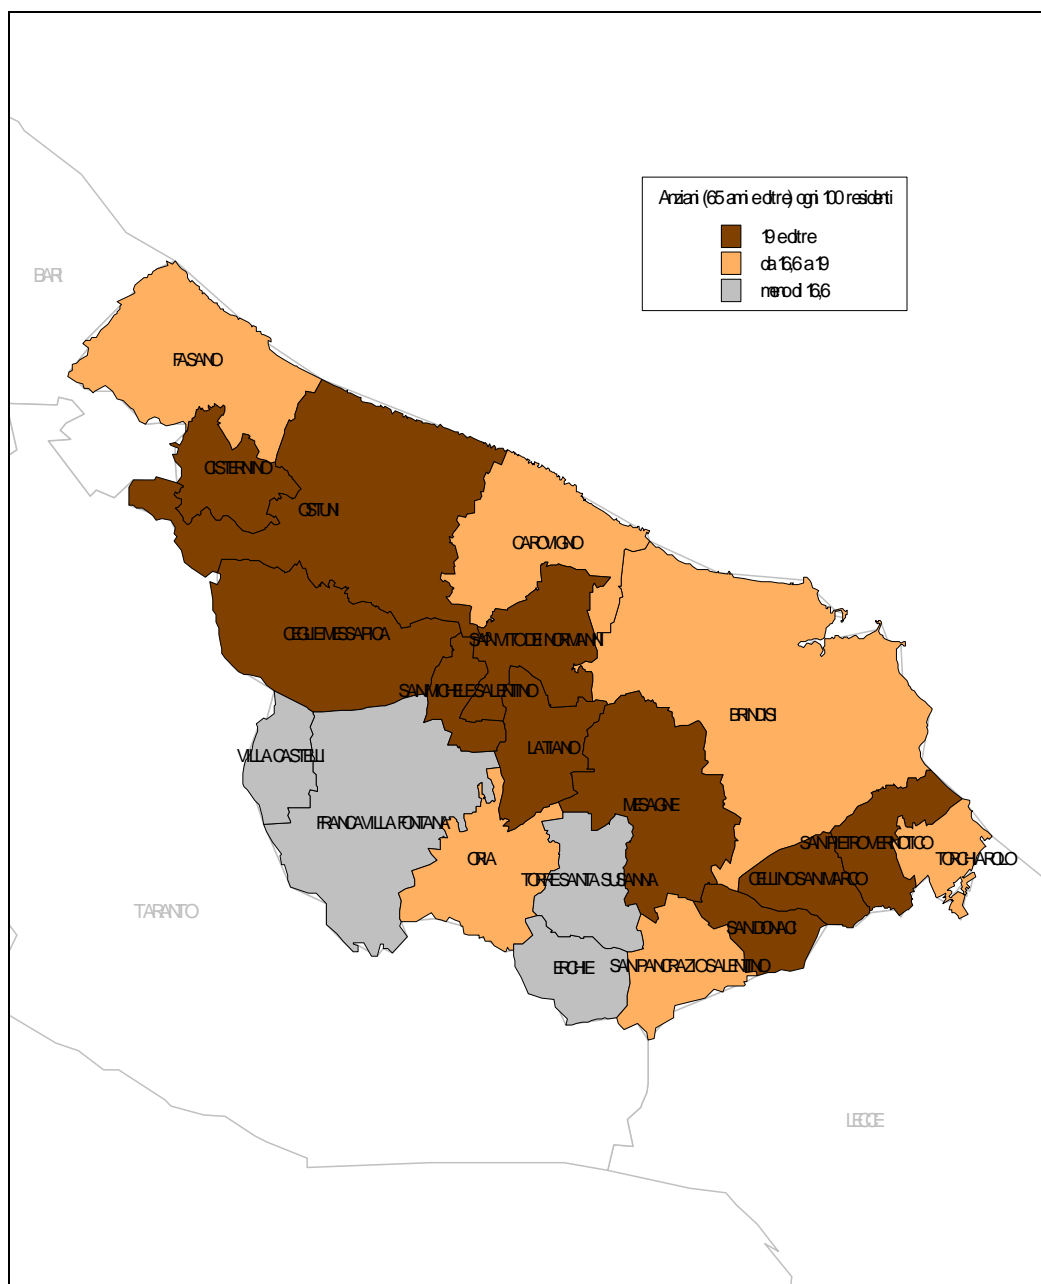 Anziani (65 anni e oltre) ogni 100 residenti
19 e oltre
da 16,6 a 19
meno di 16,6
BARI
FASANO
CISTERNINO
OSTUNI
CAROVIGNO
CEGLIE MESSAPICA
SAN VITO DEI NORMANNI
SAN MICHELE SALENTINO
BRINDISI
LATIANO
VILLA CASTELLI
MESAGNE
FRANCAVILLA FONTANA
SAN PIETRO VERNOTICO
ORIA
TORCHIAROLO
TORRE SANTA SUSANNA
CELLINO SAN MARCO
TARANTO
SAN DONACI
ERCHIE
SAN PANCRAZIO SALENTINO
LECCE